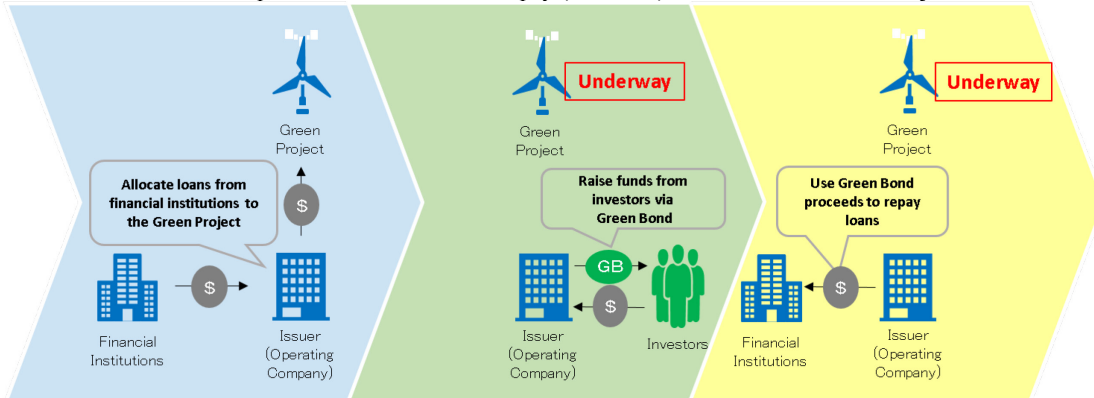 Green
Project
Allocate loans from
financial institutions to
the Green Project
$
$
Financial
Institutions
Issuer
(Operating
Company)
Underway
Green
Project
Raise funds from
investors via
Green Bond
GB
$
Issuer
(Operating
Company)
Investors
Underway
Green
Project
Use Green Bond
proceeds to repay
loans
$
Financial
Institutions
Issuer
(Operating
Company)